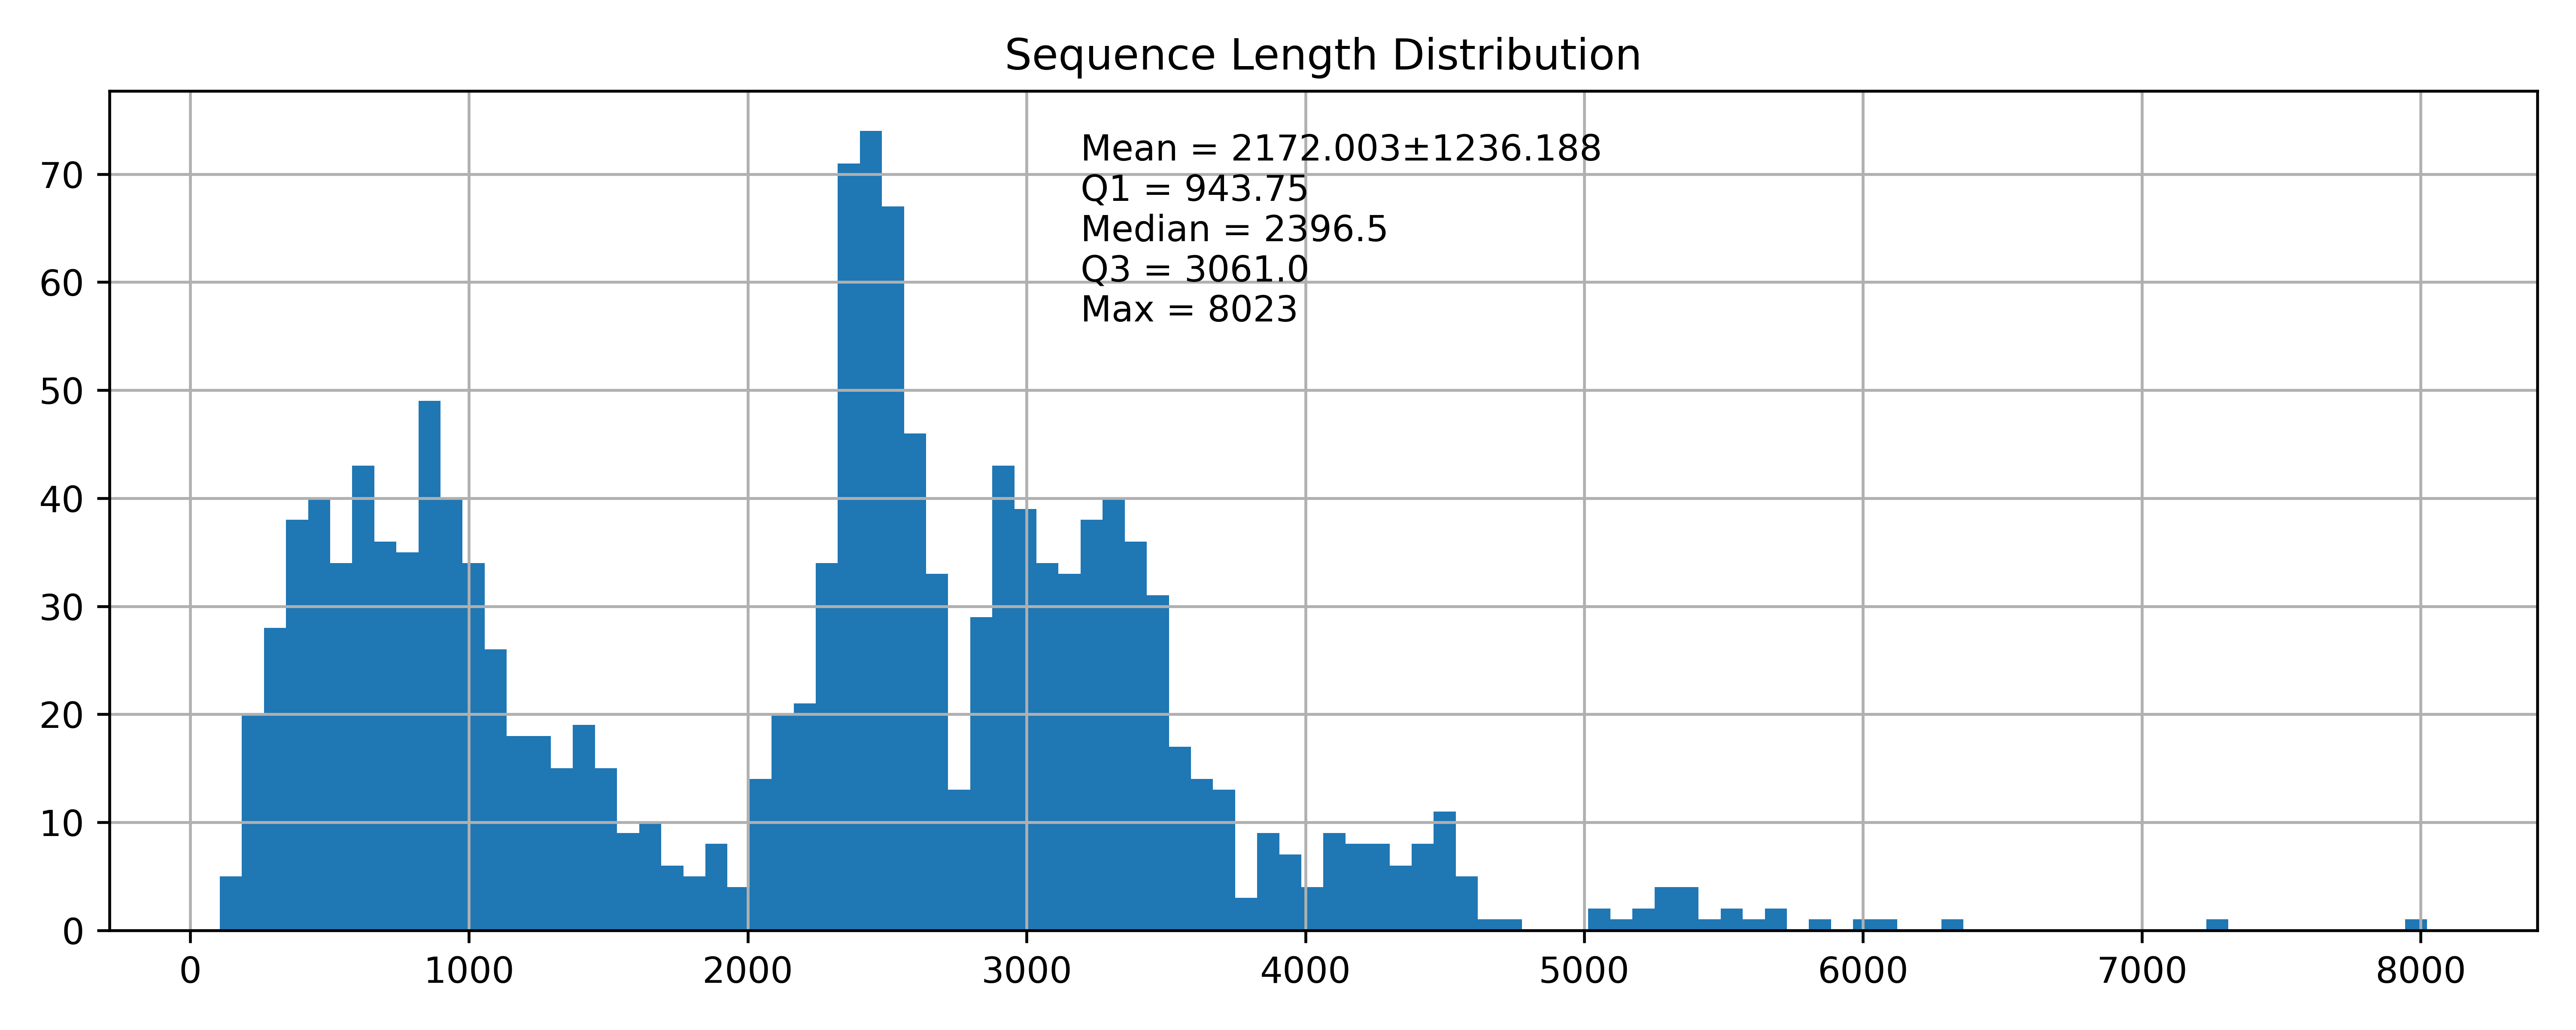 Sequence Length Distribution
Mean = 2172.003±1236.188
Q1 = 943.75
Median = 2396.5
Q3 = 3061.0
Max = 8023
70
60
50
40
30
20
10
0
0 1000 2000 3000 4000 5000 6000 7000 8000